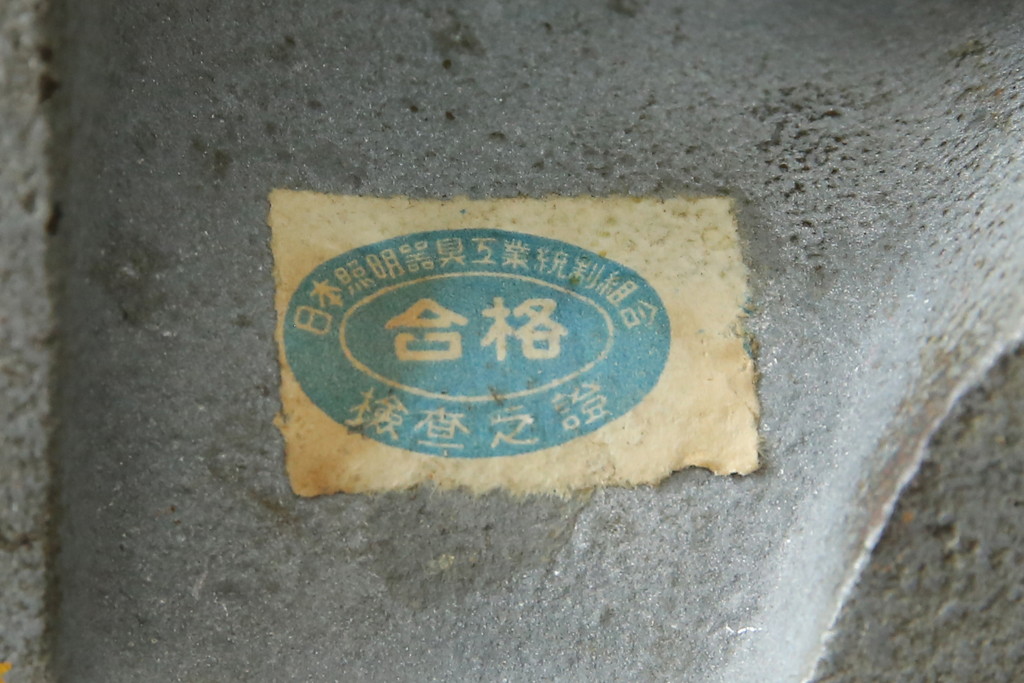 日本照明器具工業統制組合
合格
検査之證